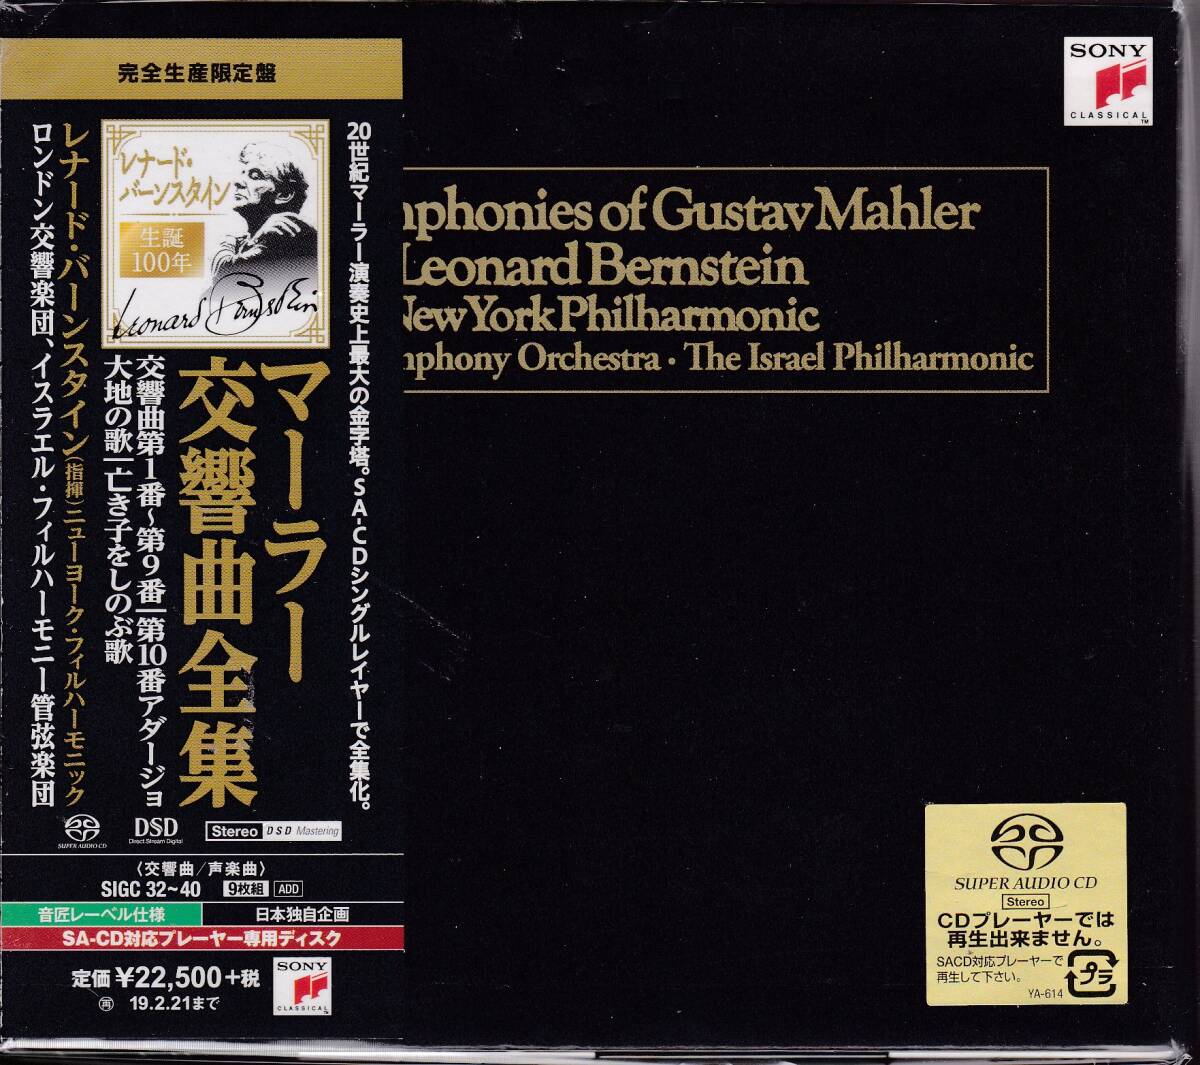 完全生産限定盤
レナード・
バーンスタイン
生誕
100年
Leonard Bernstein
20世紀マーラー演奏史上最大の金字塔。SA-CDシングルレイヤーで全集化。
マーラー
交響曲全集
交響曲第1番~第9番|第10番アダージョ
大地の歌|亡き子をしのぶ歌
レナード・バーンスタイン(指揮)ニューヨーク・フィルハーモニック
ロンドン交響楽団、イスラエル・フィルハーモニー管弦楽団
SUPER AUDIO CD
DSD
Direct Stream Digital
Stereo DSD Mastering
〈交響曲/声楽曲〉
SIGC 32~40 9枚組 ADD
音匠レーベル仕様 日本独自企画
SA-CD対応プレーヤー専用ディスク
定価¥22,500+税
再 19.2.21まで
SONY
CLASSICAL™
SONY
CLASSICAL™
nphonies of Gustav Mahler
Leonard Bernstein
New York Philharmonic
nphony Orchestra · The Israel Philharmonic
SUPER AUDIO CD
Stereo
CDプレーヤーでは
再生出来ません。
SACD対応プレーヤーで
再生して下さい。
プラ
YA-614